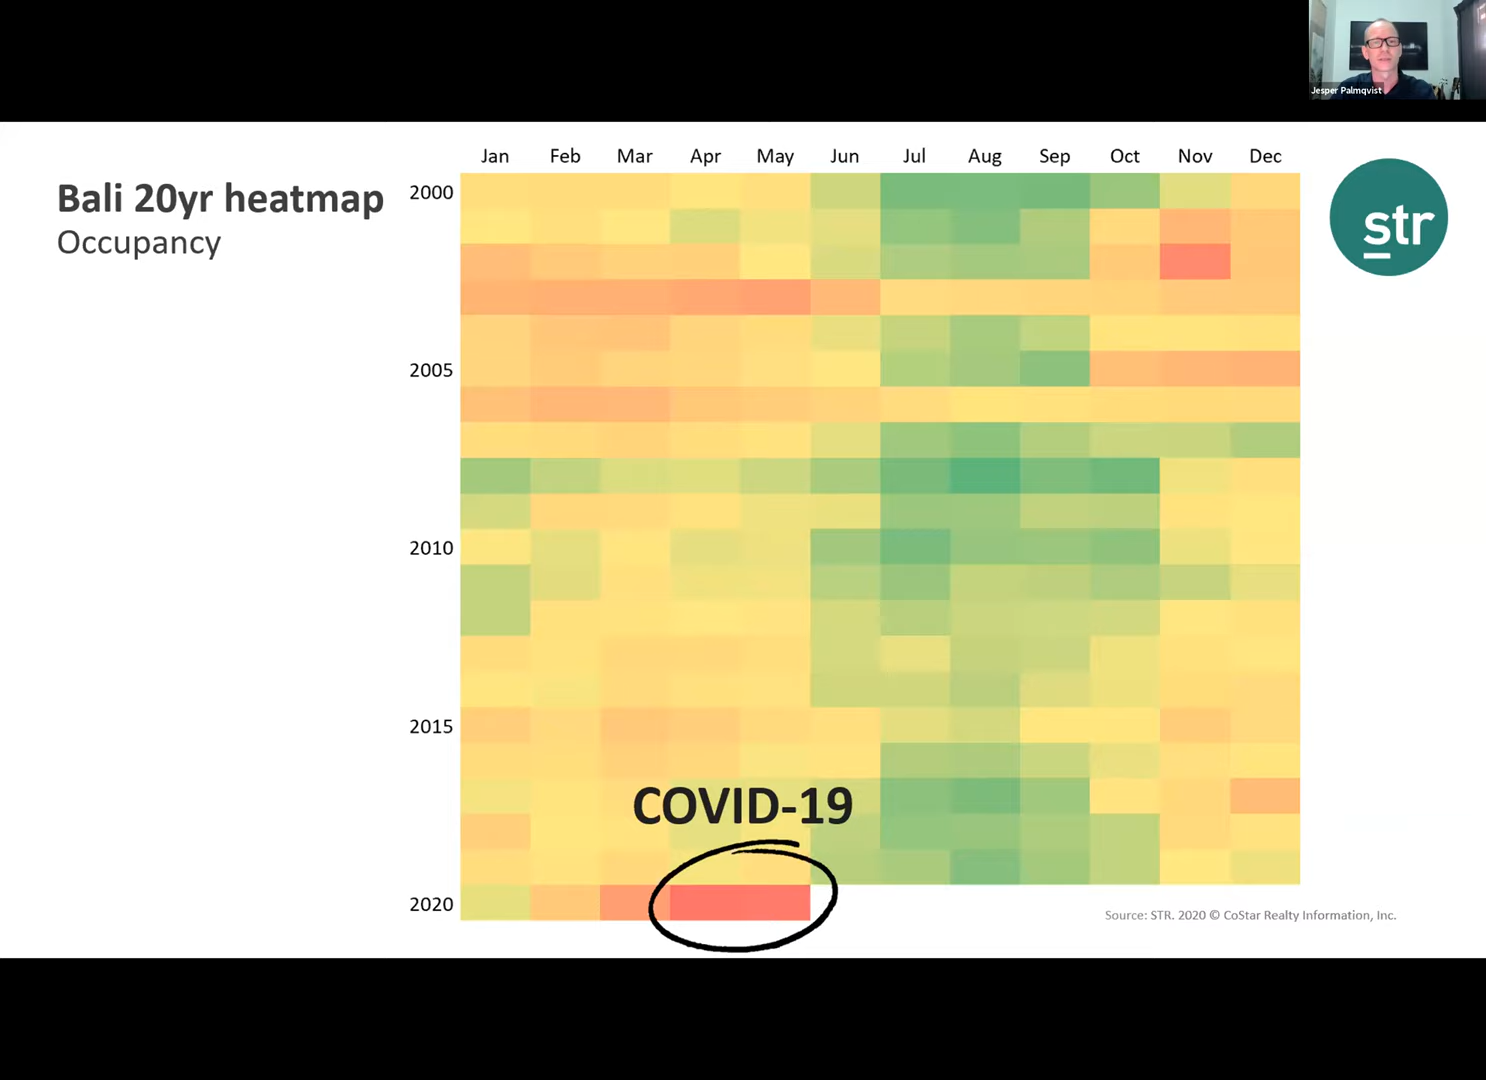 Jesper Palmqvist
Bali 20yr heatmap
Occupancy
Jan Feb Mar Apr May Jun Jul Aug Sep Oct Nov Dec
2000
2005
2010
2015
2020
COVID-19
str
Source: STR. 2020 © CoStar Realty Information, Inc.